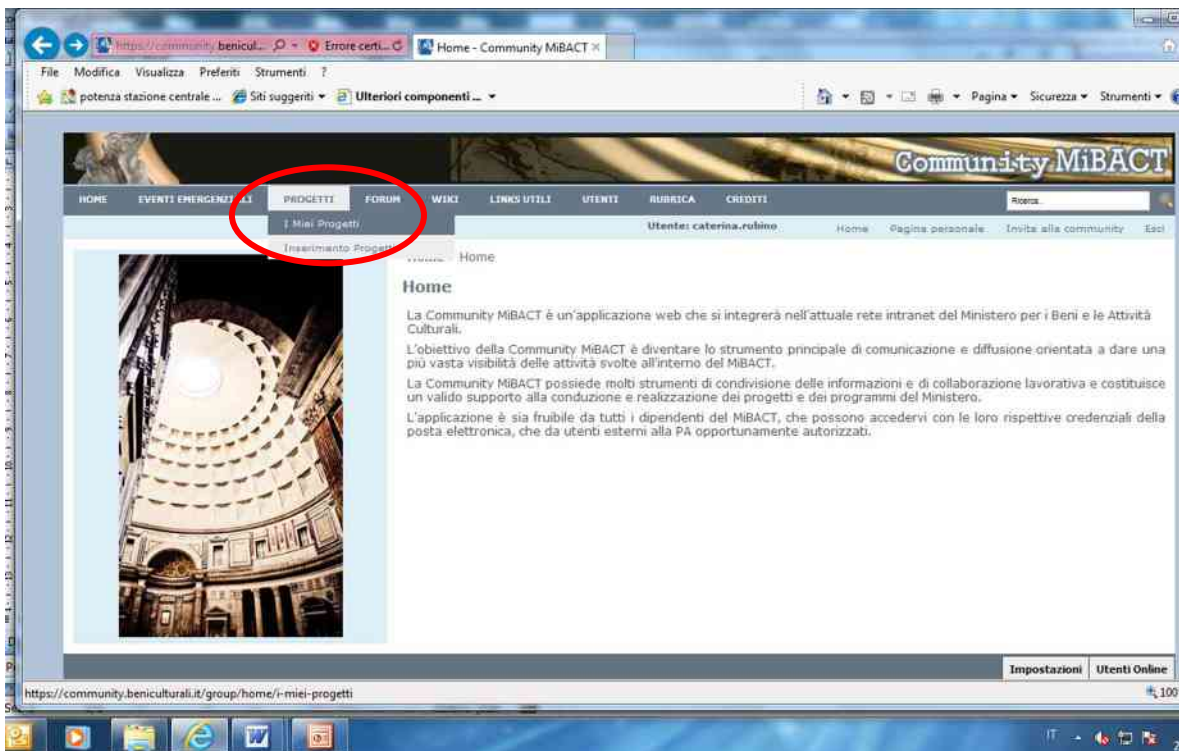 https://community.benicul... Errore certi... Home - Community MiBACT
File Modifica Visualizza Preferiti Strumenti ?
potenza stazione centrale ... Siti suggeriti Ulteriori componenti ... Pagina Sicurezza Strumenti
Community MiBACT
HOME EVENTI EMERGENZIALI PROGETTI FORUM WIKI LINKS UTILI UTENTI RUBRICA CREDITI
I Miei Progetti
Utente: caterina.rubino Home Pagina personale Invita alla community Esci
Inserimento Progetti
Home Home
Home
La Community MiBACT è un'applicazione web che si integrerà nell'attuale rete intranet del Ministero per i Beni e le Attività
Culturali.
L'obiettivo della Community MiBACT è diventare lo strumento principale di comunicazione e diffusione orientata a dare una
più vasta visibilità delle attività svolte all'interno del MiBACT.
La Community MiBACT possiede molti strumenti di condivisione delle informazioni e di collaborazione lavorativa e costituisce
un valido supporto alla conduzione e realizzazione dei progetti e dei programmi del Ministero.
L'applicazione è sia fruibile da tutti i dipendenti del MiBACT, che possono accedervi con le loro rispettive credenziali della
posta elettronica, che da utenti esterni alla PA opportunamente autorizzati.
Impostazioni Utenti Online
https://community.beniculturali.it/group/home/i-miei-progetti 100
IT